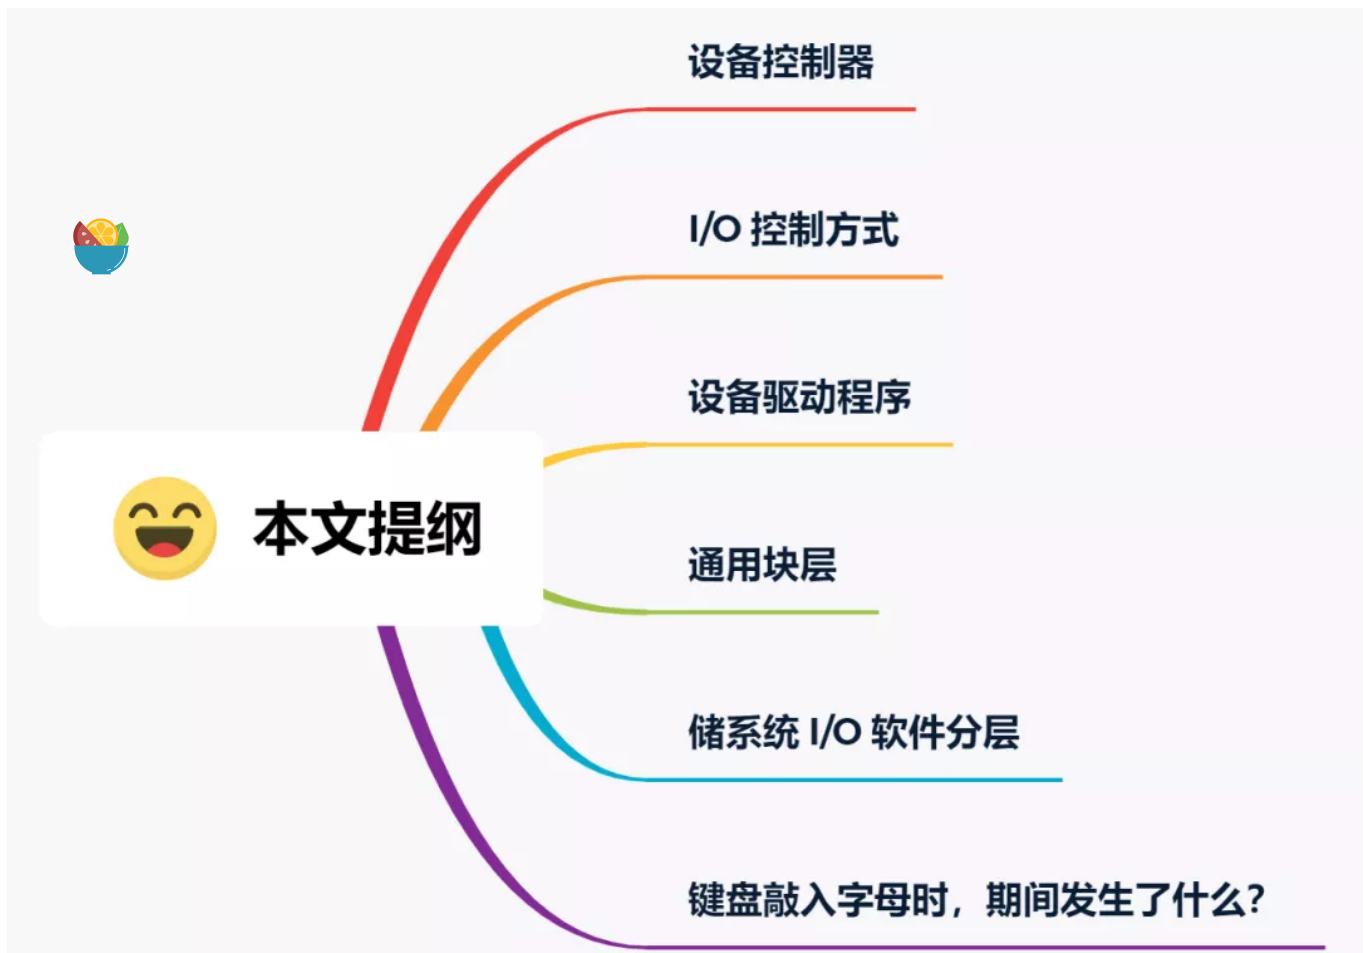 设备控制器
I/O 控制方式
设备驱动程序
本文提纲
通用块层
储系统 I/O 软件分层
键盘敲入字母时，期间发生了什么？